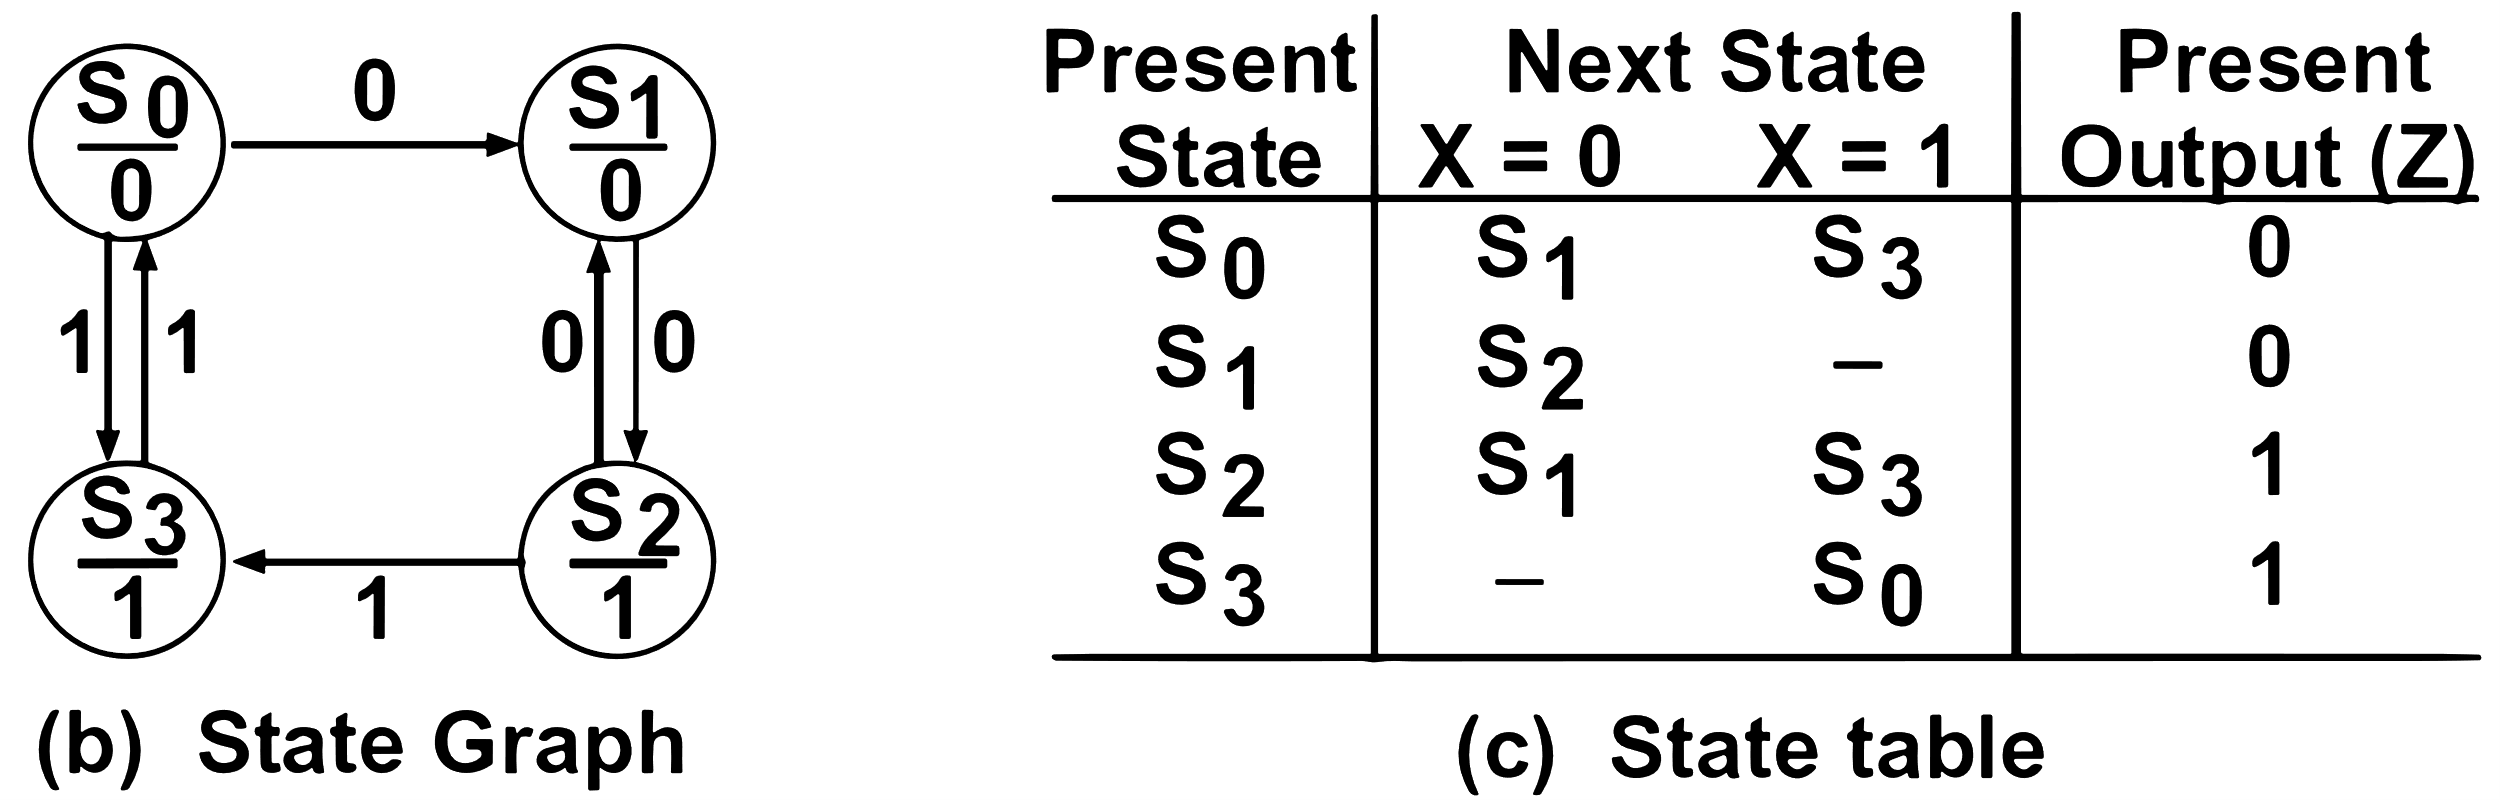 S0
0
0
S1
0
1
1
0
0
S3
1
1
S2
1
(b) State Graph
Present Next State Present
State X = 0 X = 1 Output (Z)
S0 S1 S3 0
S1 S2 – 0
S2 S1 S3 1
S3 – S0 1
(c) State table